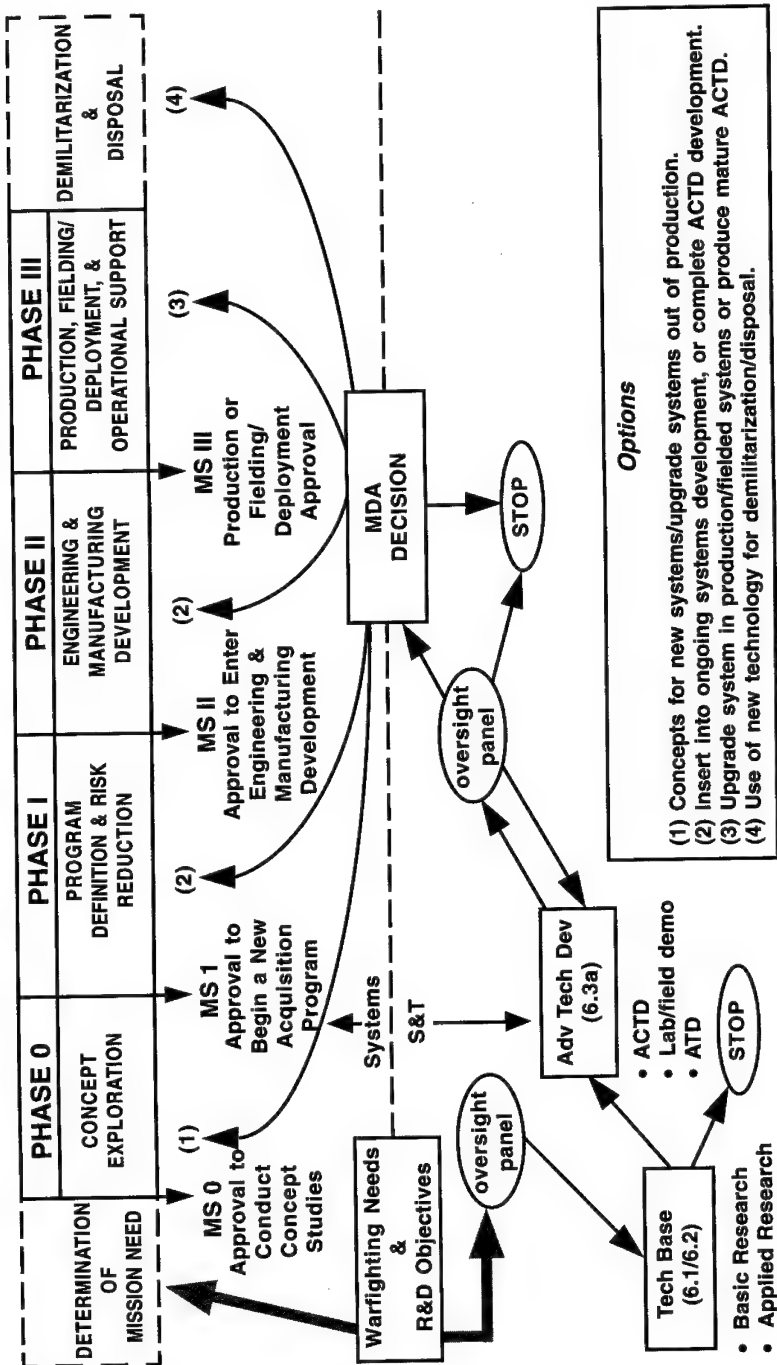 DETERMINATION
OF
MISSION NEED
PHASE 0
CONCEPT
EXPLORATION
PHASE I
PROGRAM
DEFINITION & RISK
REDUCTION
PHASE II
ENGINEERING &
MANUFACTURING
DEVELOPMENT
PHASE III
PRODUCTION, FIELDING/
DEPLOYMENT, &
OPERATIONAL SUPPORT
DEMILITARIZATION
&
DISPOSAL
(1)
(2)
(2)
(3)
(4)
MS 0
Approval to
Conduct
Concept
Studies
MS 1
Approval to
Begin a New
Acquisition
Program
MS II
Approval to Enter
Engineering &
Manufacturing
Development
MS III
Production or
Fielding/
Deployment
Approval
Warfighting Needs
&
R&D Objectives
Systems
S&T
MDA
DECISION
oversight
panel
oversight
panel
STOP
Tech Base
(6.1/6.2)
• Basic Research
• Applied Research
Adv Tech Dev
(6.3a)
• ACTD
• Lab/field demo
• ATD
STOP
Options
(1) Concepts for new systems/upgrade systems out of production.
(2) Insert into ongoing systems development, or complete ACTD development.
(3) Upgrade system in production/fielded systems or produce mature ACTD.
(4) Use of new technology for demilitarization/disposal.